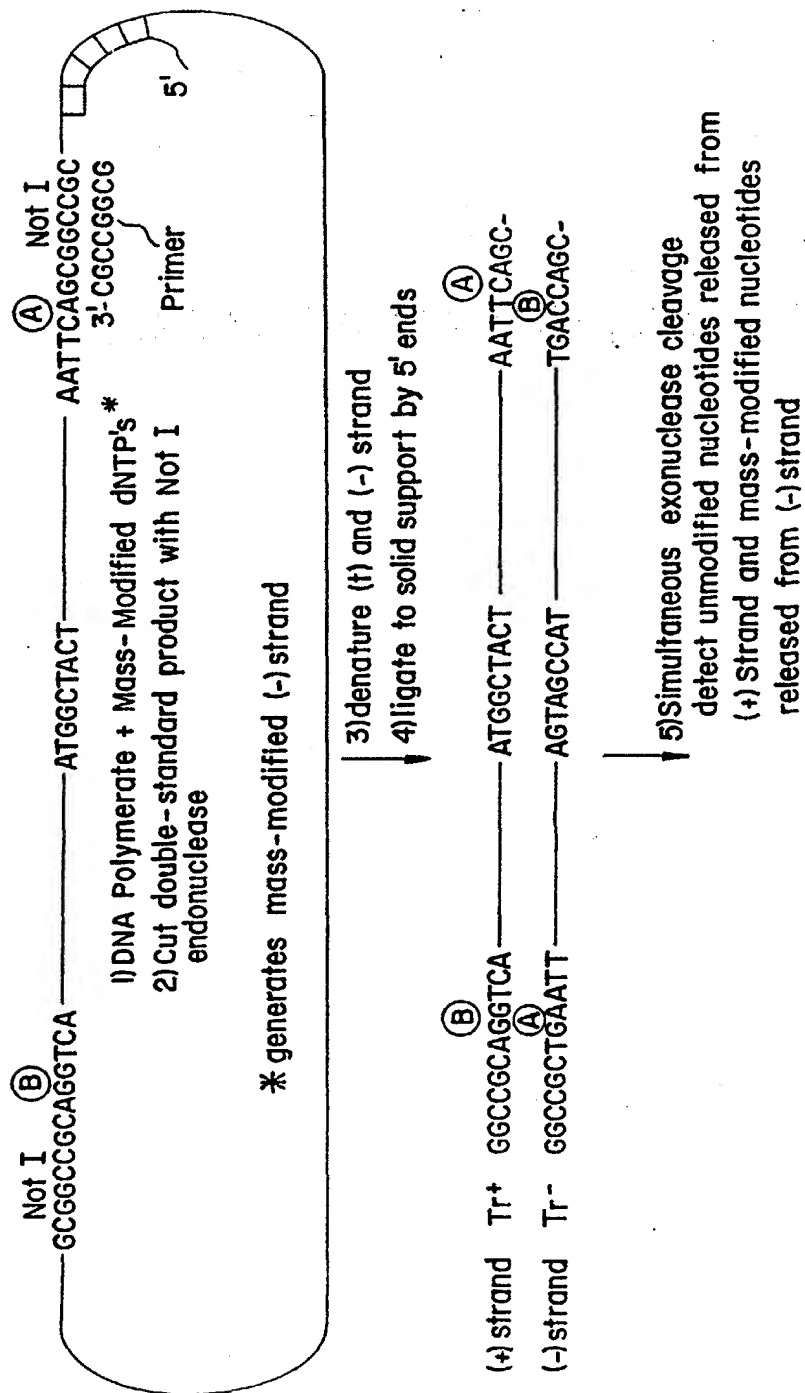 Not I Ⓑ
GCGGCCGCAGGTCA
ATGGCTACT
Ⓐ Not I
AATTCAGCGGCCGC
3'-CGCCGGCG
Primer
5'
1) DNA Polymerate + Mass-Modified dNTP's *
2) Cut double-standard product with Not I
endonuclease
* generates mass-modified (-) strand
3) denature (t) and (-) strand
4) ligate to solid support by 5' ends
Ⓑ Ⓐ
(+) strand Tr+ GGCCGCAGGTCA ATGGCTACT AATTCAGC-
Ⓐ Ⓑ
(-) strand Tr- GGCCGCTGAATT AGTAGCCAT TGACCAGC-
5) Simultaneous exonuclease cleavage
detect unmodified nucleotides released from
(+) Strand and mass-modified nucleotides
released from (-) strand